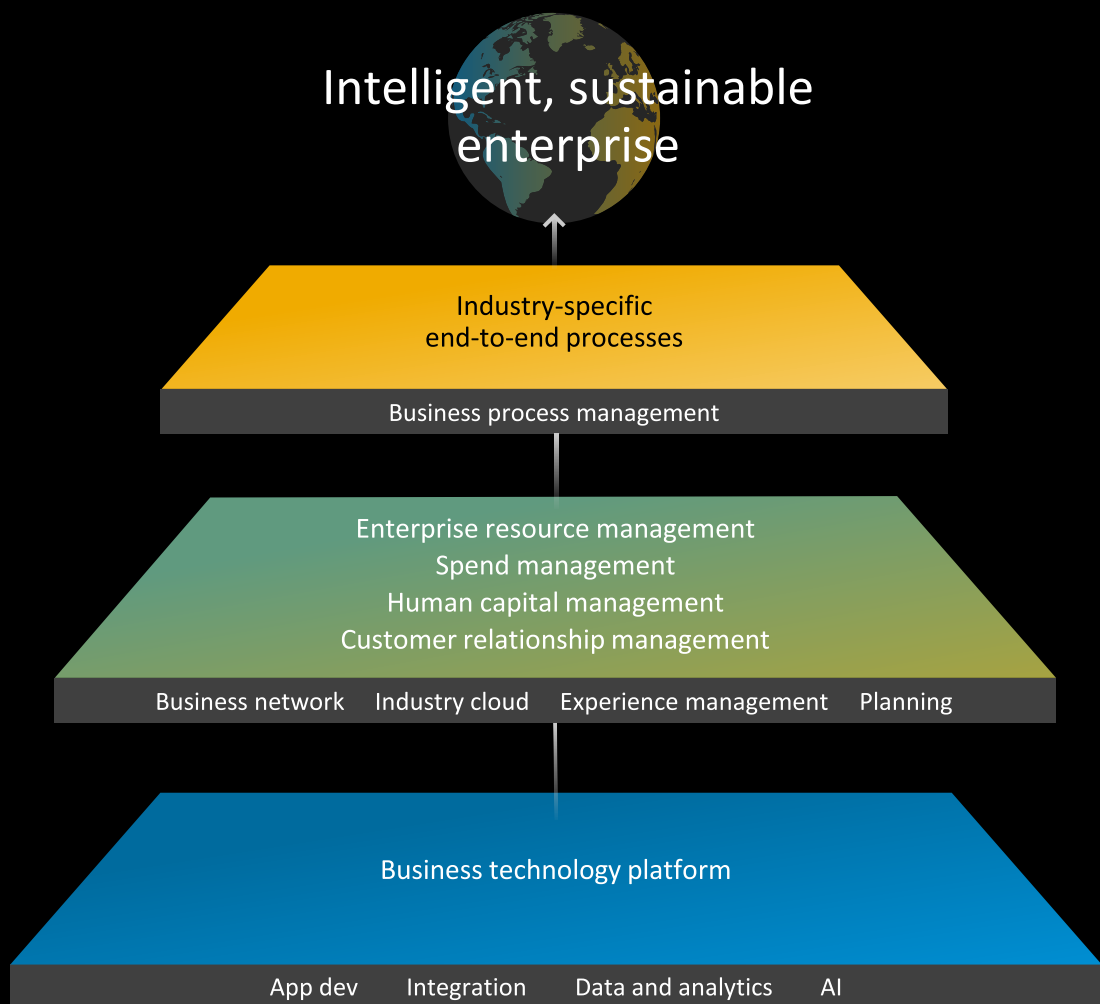 Intelligent, sustainable
enterprise
Industry-specific
end-to-end processes
Business process management
Enterprise resource management
Spend management
Human capital management
Customer relationship management
Business network Industry cloud Experience management Planning
Business technology platform
App dev Integration Data and analytics AI